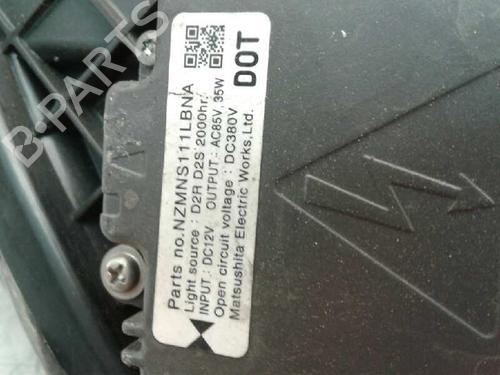 Parts no.NZMNS111LBNA
Light source : D2R D2S 2000hr.
INPUT : DC12V OUTPUT : AC85V, 35W
Open circuit voltage : DC380V
Matsushita Electric Works,Ltd.
DOT
B-PARTS